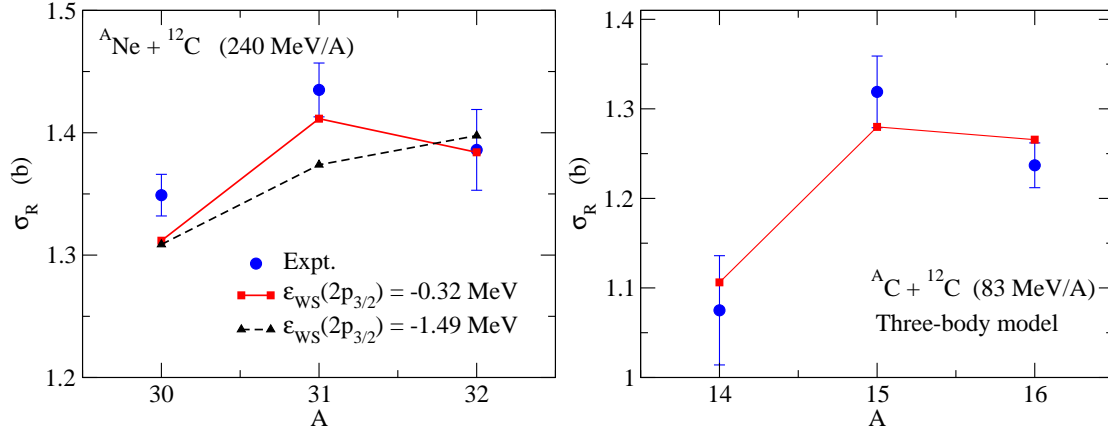 1.5
1.4
1.3
1.2
σR (b)
ᴬNe + ¹²C (240 MeV/A)
Expt.
εWS(2p3/2) = -0.32 MeV
εWS(2p3/2) = -1.49 MeV
30
31
32
A
1.4
1.3
1.2
1.1
1
σR (b)
ᴬC + ¹²C (83 MeV/A)
Three-body model
14
15
16
A